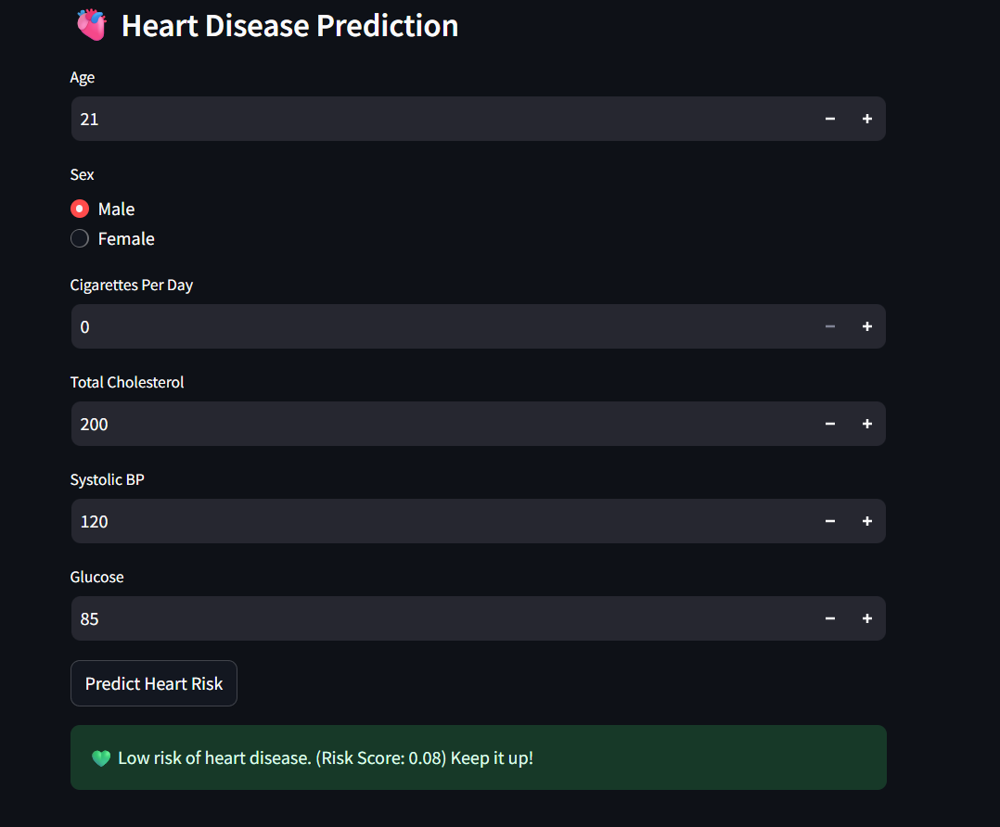 Heart Disease Prediction
Age
21
Sex
Male
Female
Cigarettes Per Day
0
Total Cholesterol
200
Systolic BP
120
Glucose
85
Predict Heart Risk
Low risk of heart disease. (Risk Score: 0.08) Keep it up!